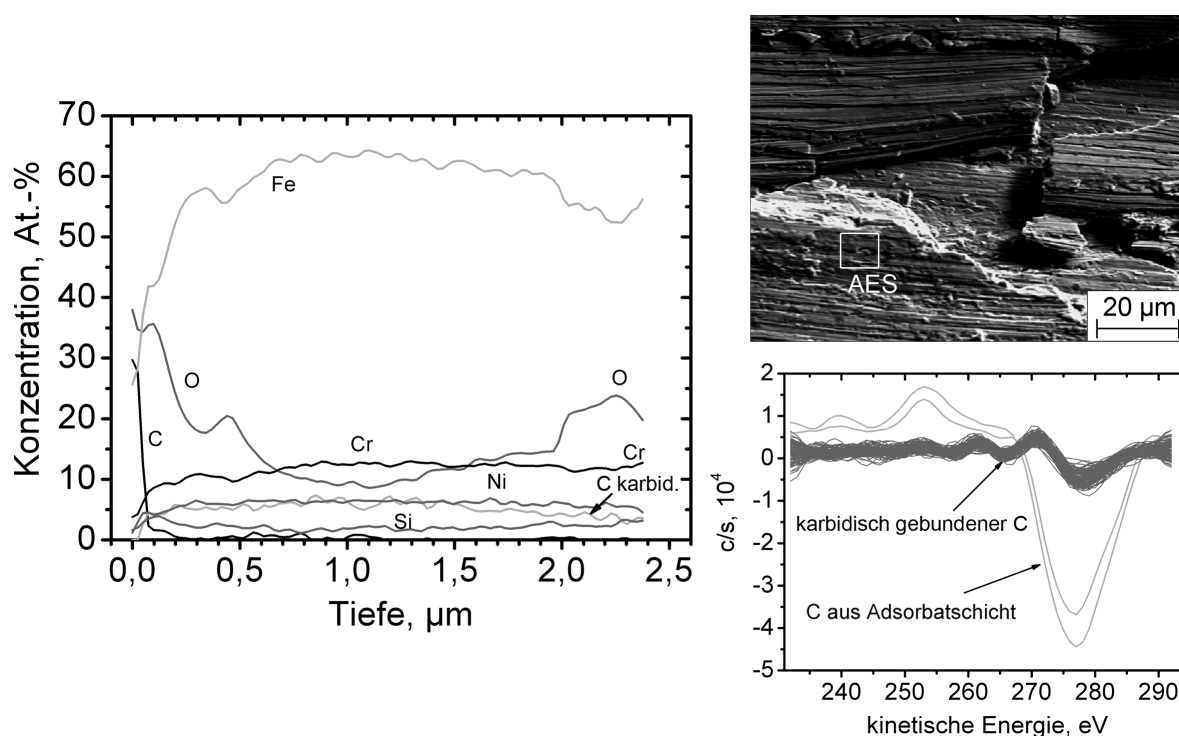 Konzentration, At.-%
70
60
50
40
30
20
10
0
Fe
O
C
Cr
O
Cr
Ni
C karbid.
Si
0,0 0,5 1,0 1,5 2,0 2,5
Tiefe, µm
AES
20 µm
c/s, 10⁴
2
1
0
-1
-2
-3
-4
-5
karbidisch gebundener C
C aus Adsorbatschicht
240 250 260 270 280 290
kinetische Energie, eV